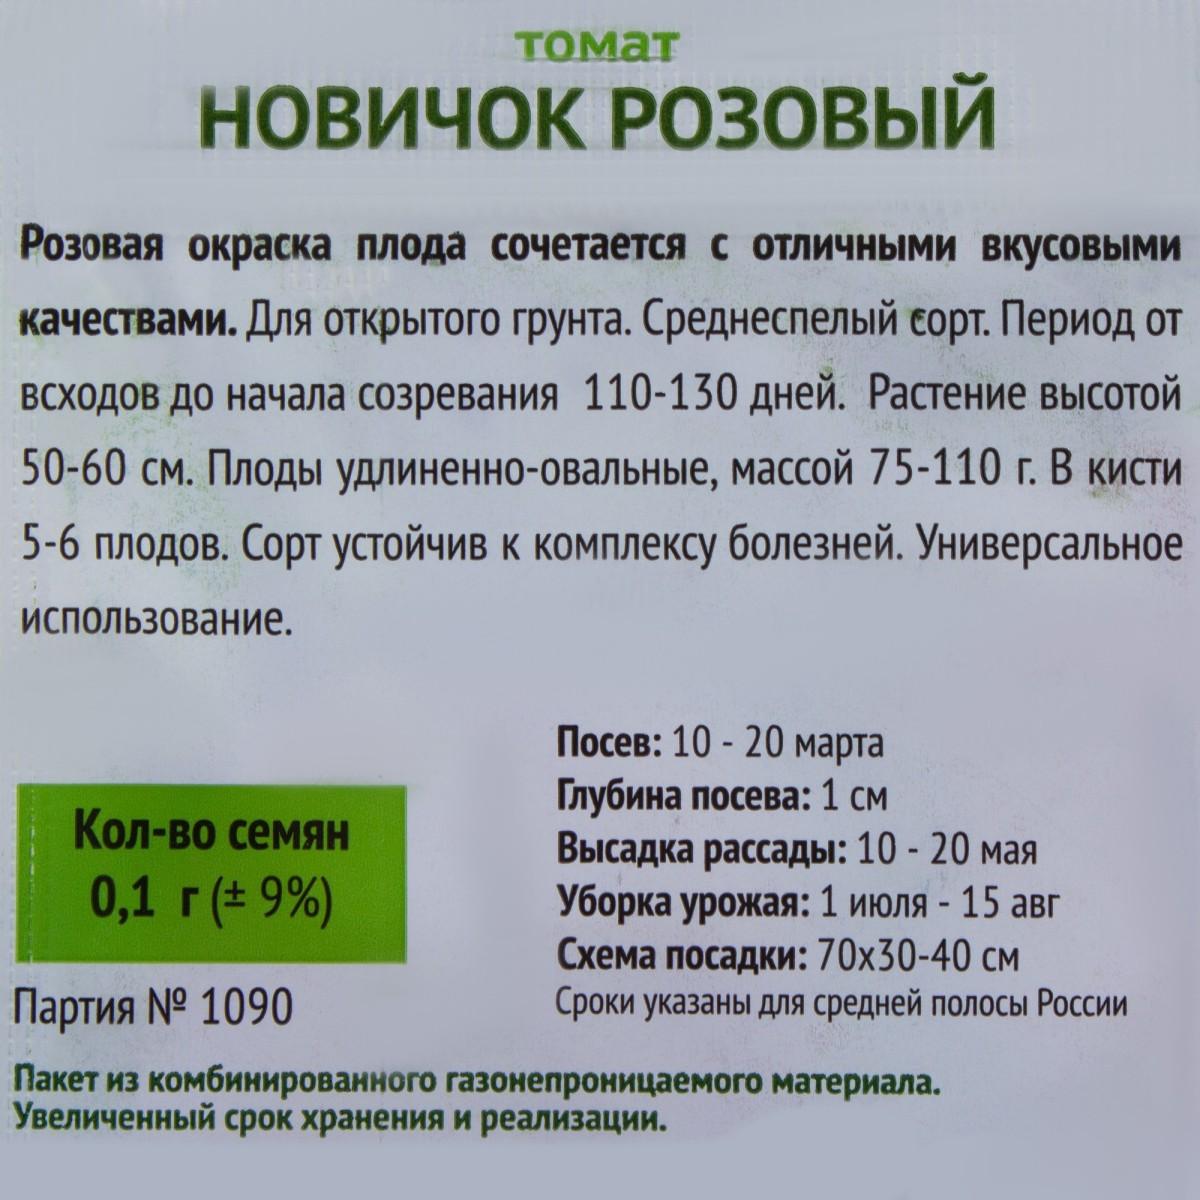 томат
НОВИЧОК РОЗОВЫЙ
Розовая окраска плода сочетается с отличными вкусовыми
качествами. Для открытого грунта. Среднеспелый сорт. Период от
всходов до начала созревания 110-130 дней. Растение высотой
50-60 см. Плоды удлиненно-овальные, массой 75-110 г. В кисти
5-6 плодов. Сорт устойчив к комплексу болезней. Универсальное
использование.
Посев: 10 - 20 марта
Глубина посева: 1 см
Высадка рассады: 10 - 20 мая
Уборка урожая: 1 июля - 15 авг
Схема посадки: 70х30-40 см
Сроки указаны для средней полосы России
Кол-во семян
0,1 г (± 9%)
Партия № 1090
Пакет из комбинированного газонепроницаемого материала.
Увеличенный срок хранения и реализации.